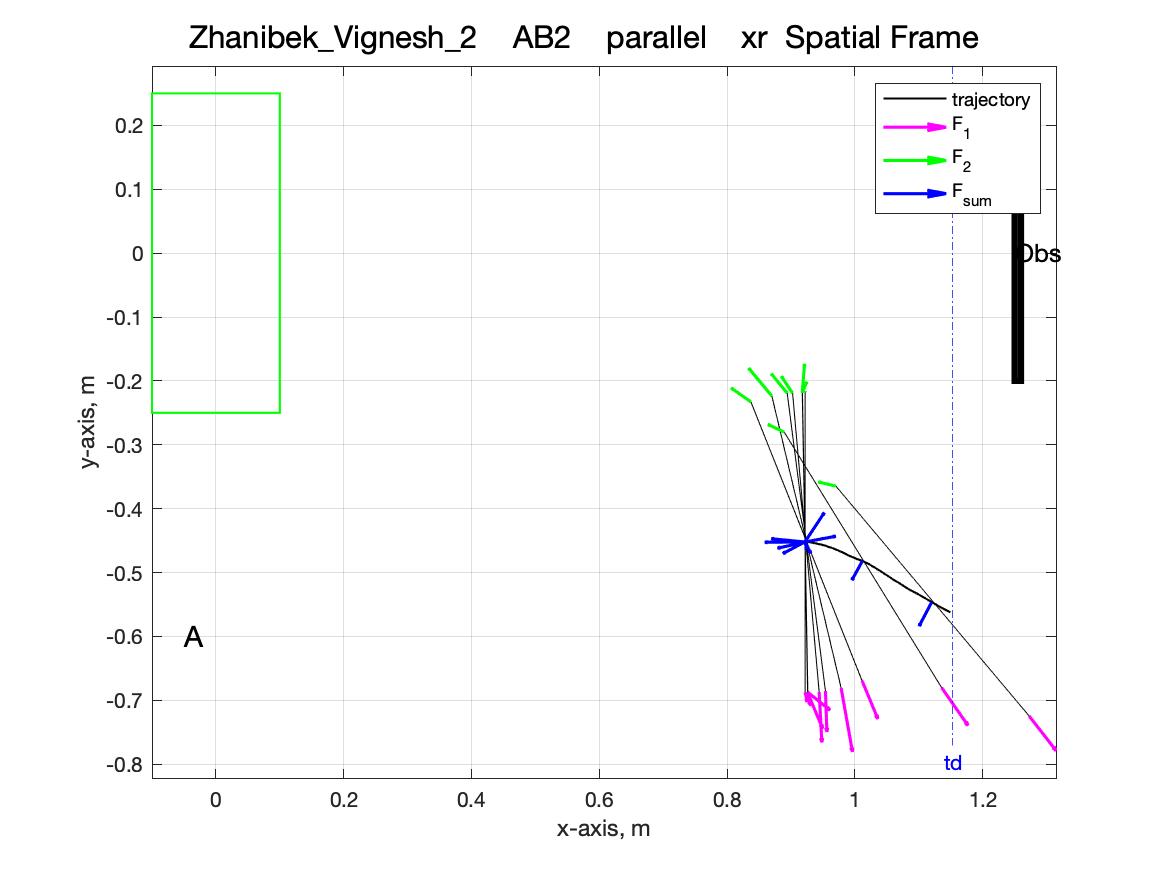 Zhanibek_Vignesh_2 AB2 parallel xr Spatial Frame
trajectory
F1
F2
Fsum
Obs
0.2
0.1
0
-0.1
-0.2
-0.3
-0.4
-0.5
-0.6
-0.7
-0.8
y-axis, m
A
td
0 0.2 0.4 0.6 0.8 1 1.2
x-axis, m